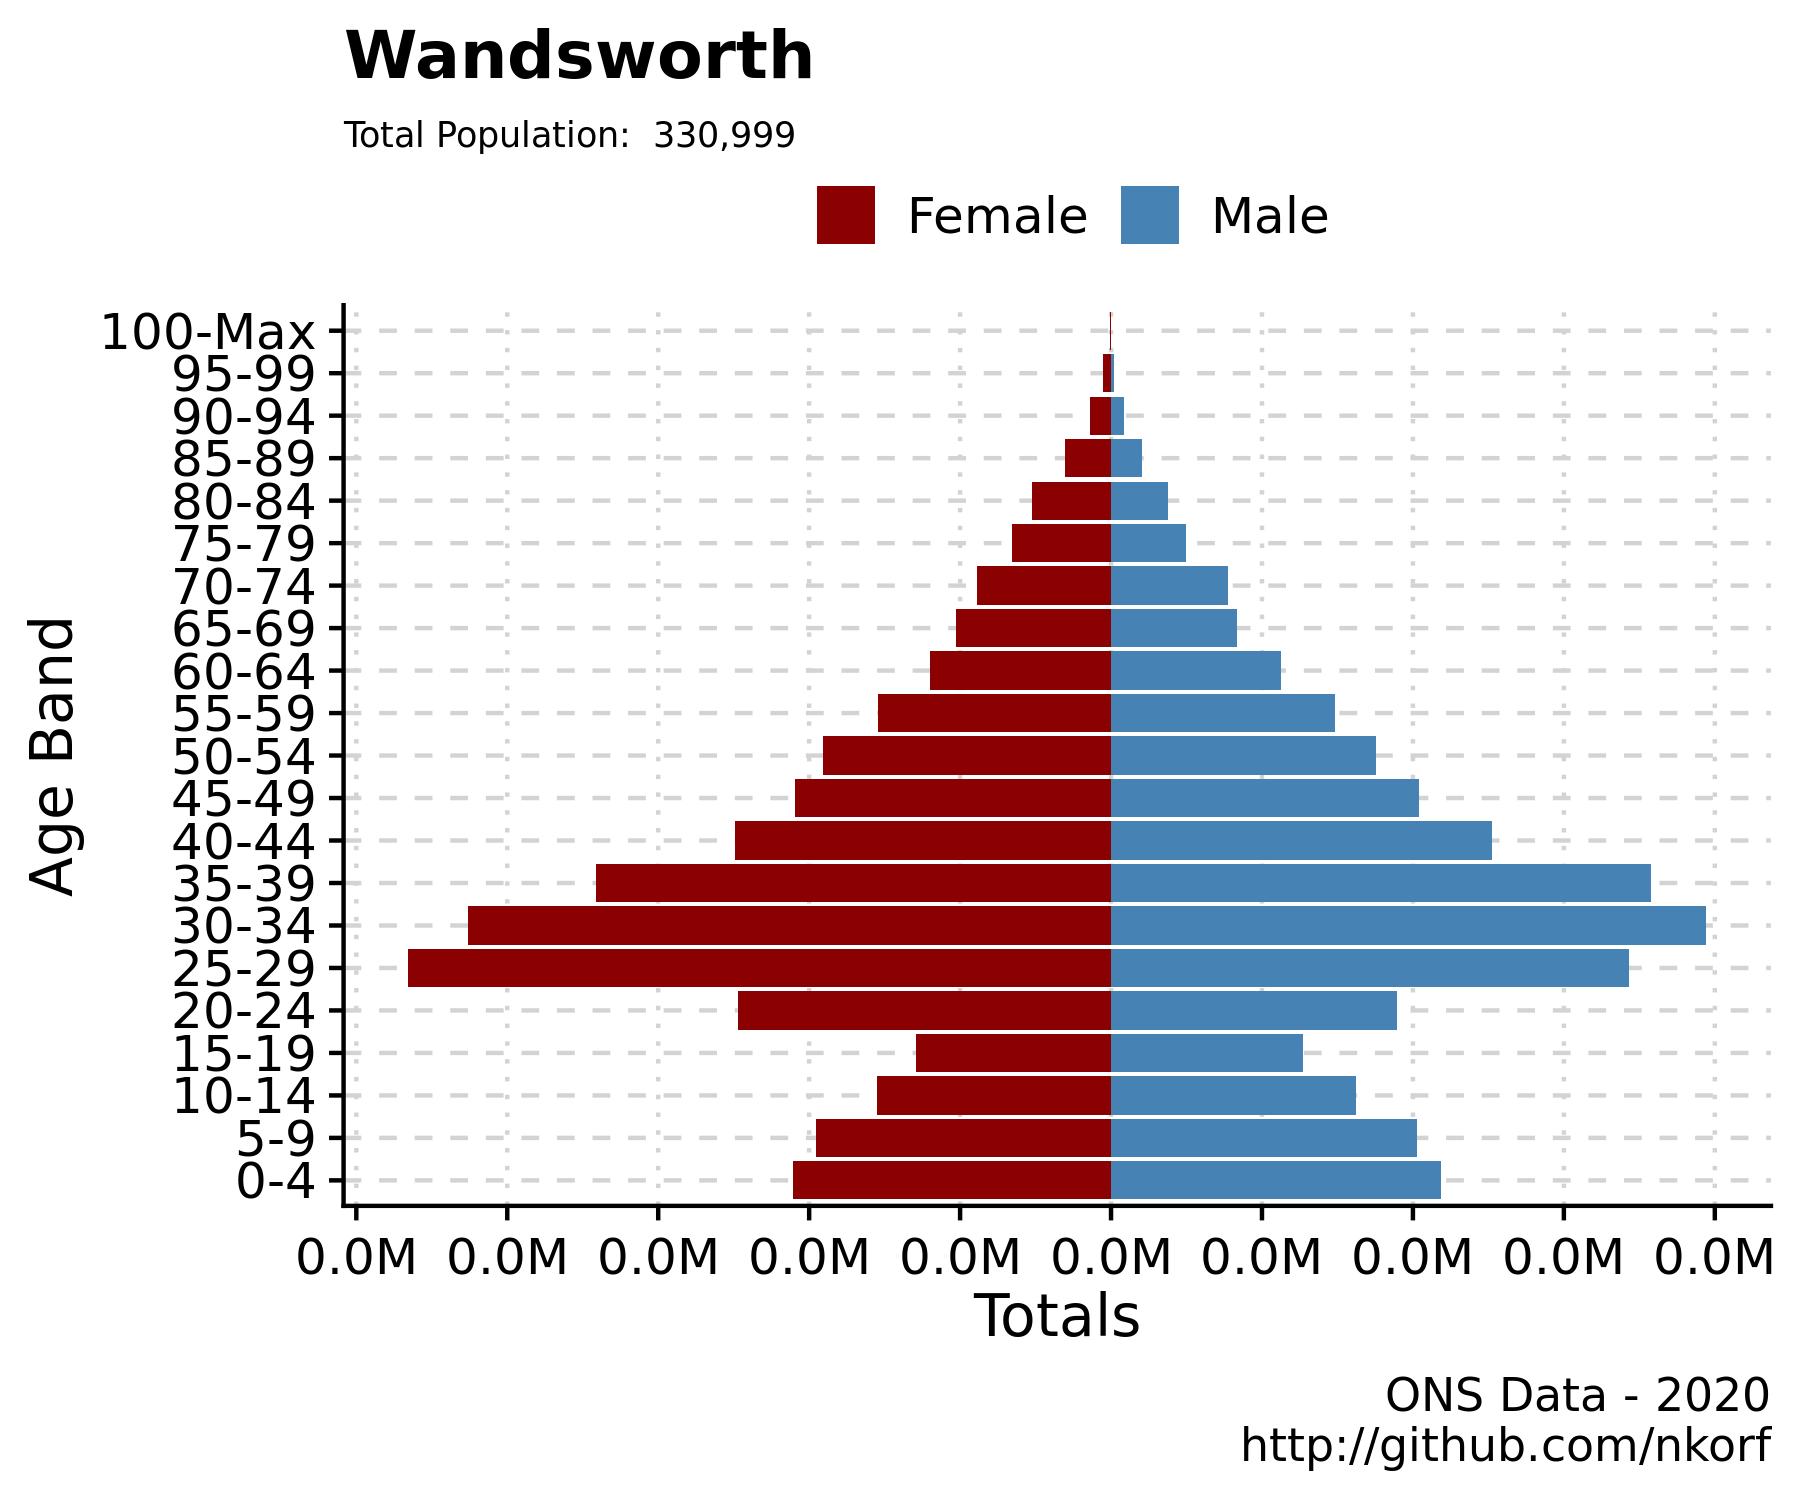 Wandsworth
Total Population:  330,999
Female
Male
Age Band
100-Max
95-99
90-94
85-89
80-84
75-79
70-74
65-69
60-64
55-59
50-54
45-49
40-44
35-39
30-34
25-29
20-24
15-19
10-14
5-9
0-4
0.0M 0.0M 0.0M 0.0M 0.0M 0.0M 0.0M 0.0M 0.0M 0.0M
Totals
ONS Data - 2020
http://github.com/nkorf